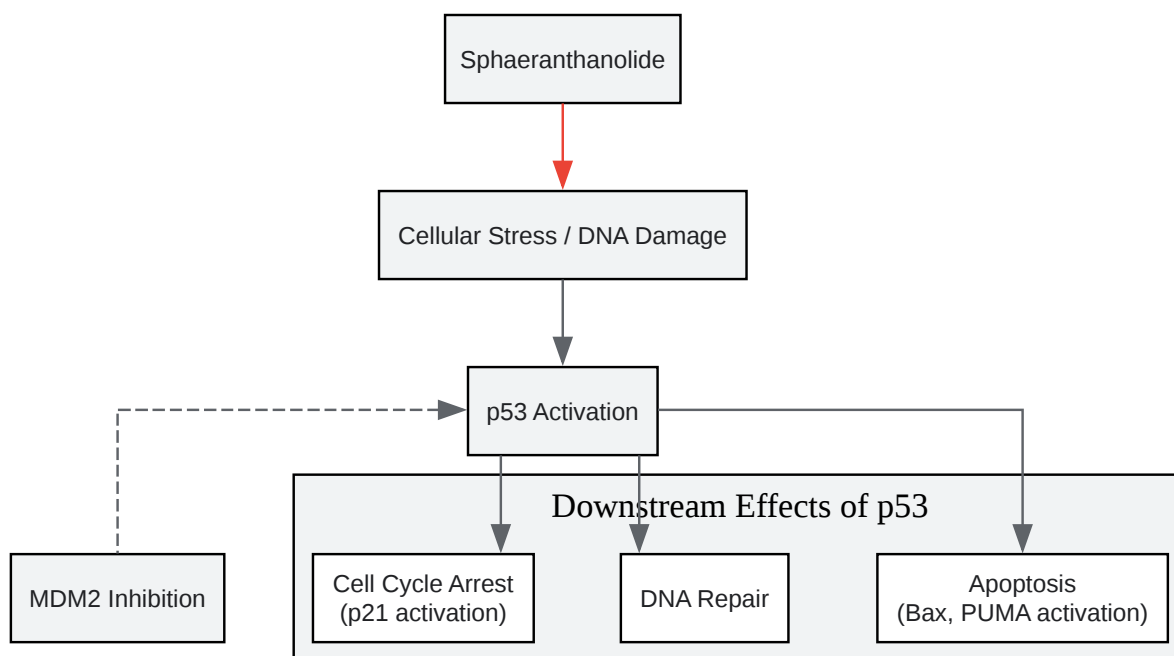 Sphaeranthanolide
Cellular Stress / DNA Damage
p53 Activation
Downstream Effects of p53
MDM2 Inhibition
Cell Cycle Arrest
(p21 activation)
DNA Repair
Apoptosis
(Bax, PUMA activation)